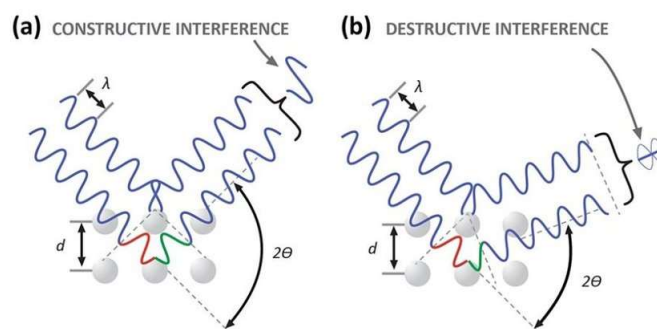 (a) CONSTRUCTIVE INTERFERENCE
λ
d
2Θ
(b) DESTRUCTIVE INTERFERENCE
λ
d
2Θ